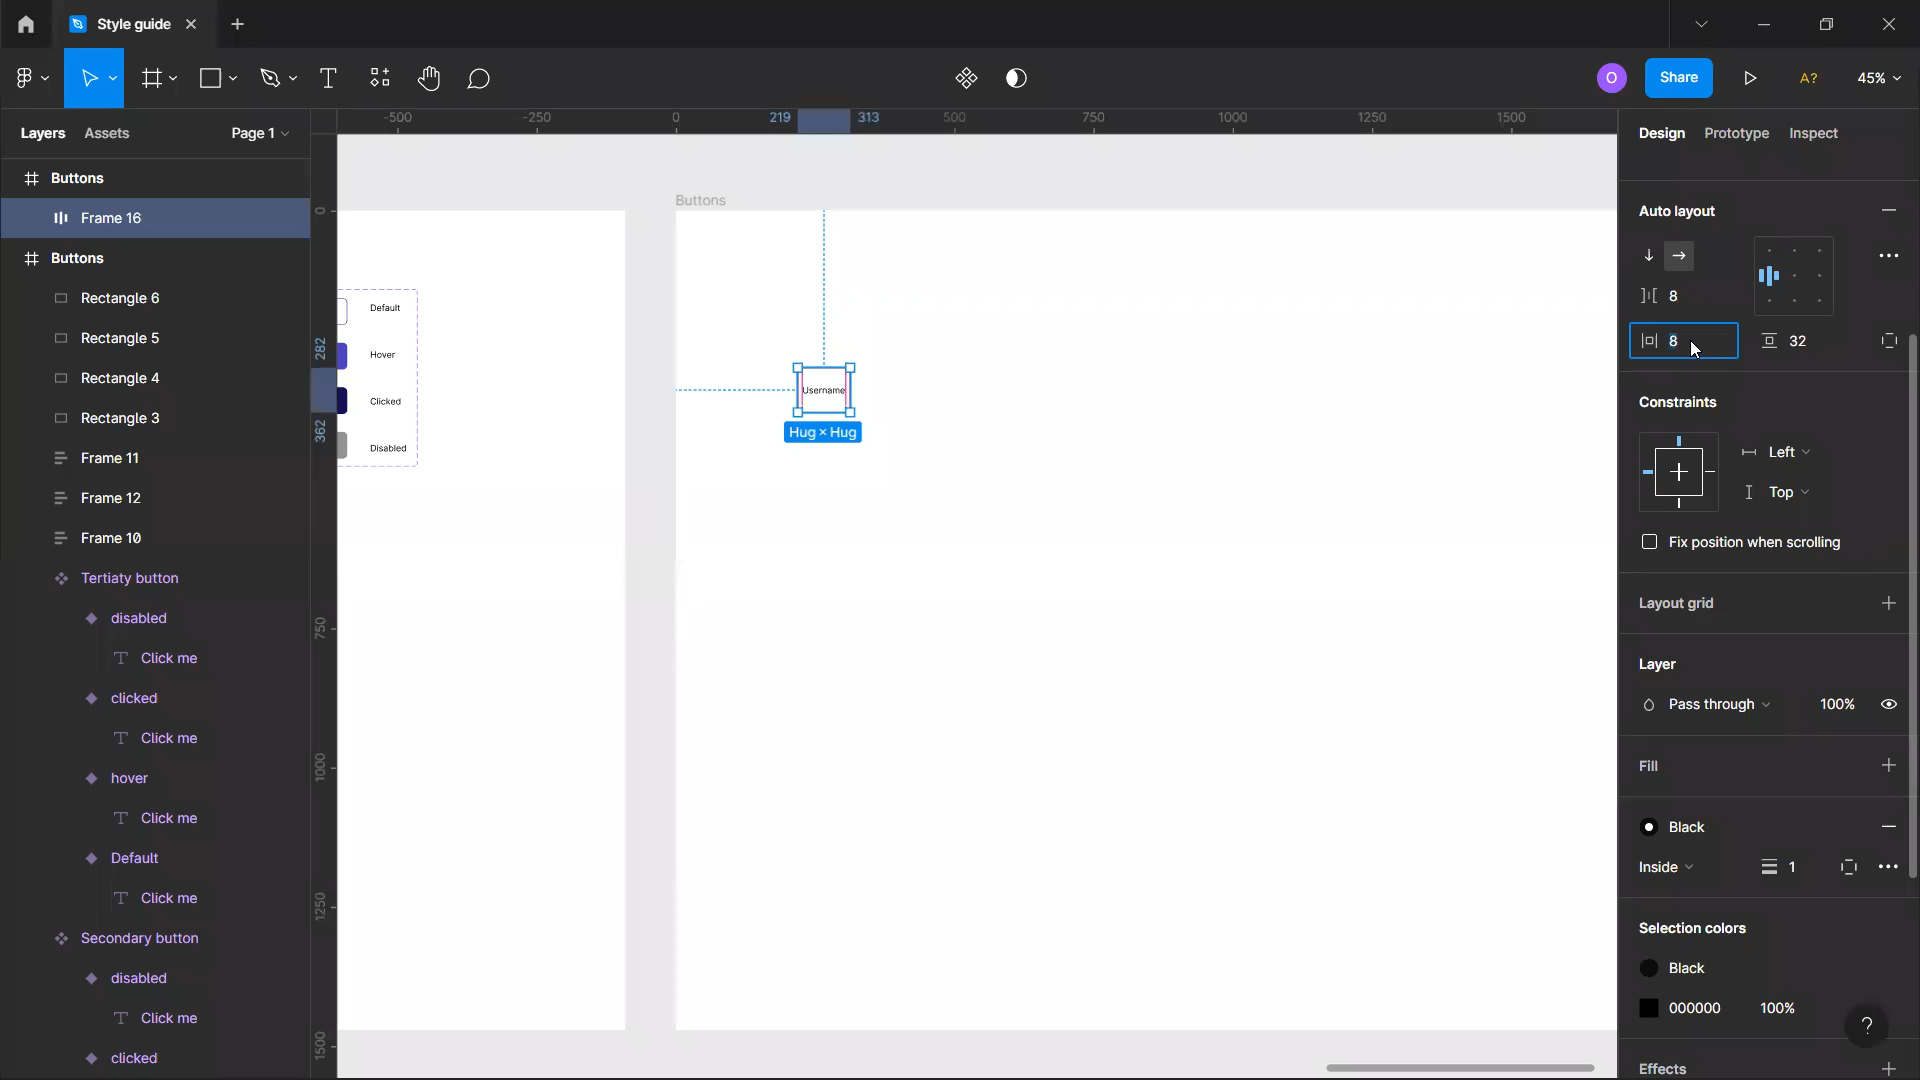 Style guide
Share
A?
45%
O
Layers
Assets
Page 1
-500
-250
0
219
313
500
750
1000
1250
1500
Design
Prototype
Inspect
Buttons
Frame 16
Buttons
Rectangle 6
Rectangle 5
Rectangle 4
Rectangle 3
Frame 11
Frame 12
Frame 10
Tertiaty button
disabled
Click me
clicked
Click me
hover
Click me
Default
Click me
Secondary button
disabled
Click me
clicked
0
282
362
750
1000
1250
1500
Default
Hover
Clicked
Disabled
Buttons
Username
Hug × Hug
Auto layout
8
8
32
Constraints
Left
Top
Fix position when scrolling
Layout grid
Layer
Pass through
100%
Fill
Black
Inside
1
Selection colors
Black
000000
100%
Effects
?